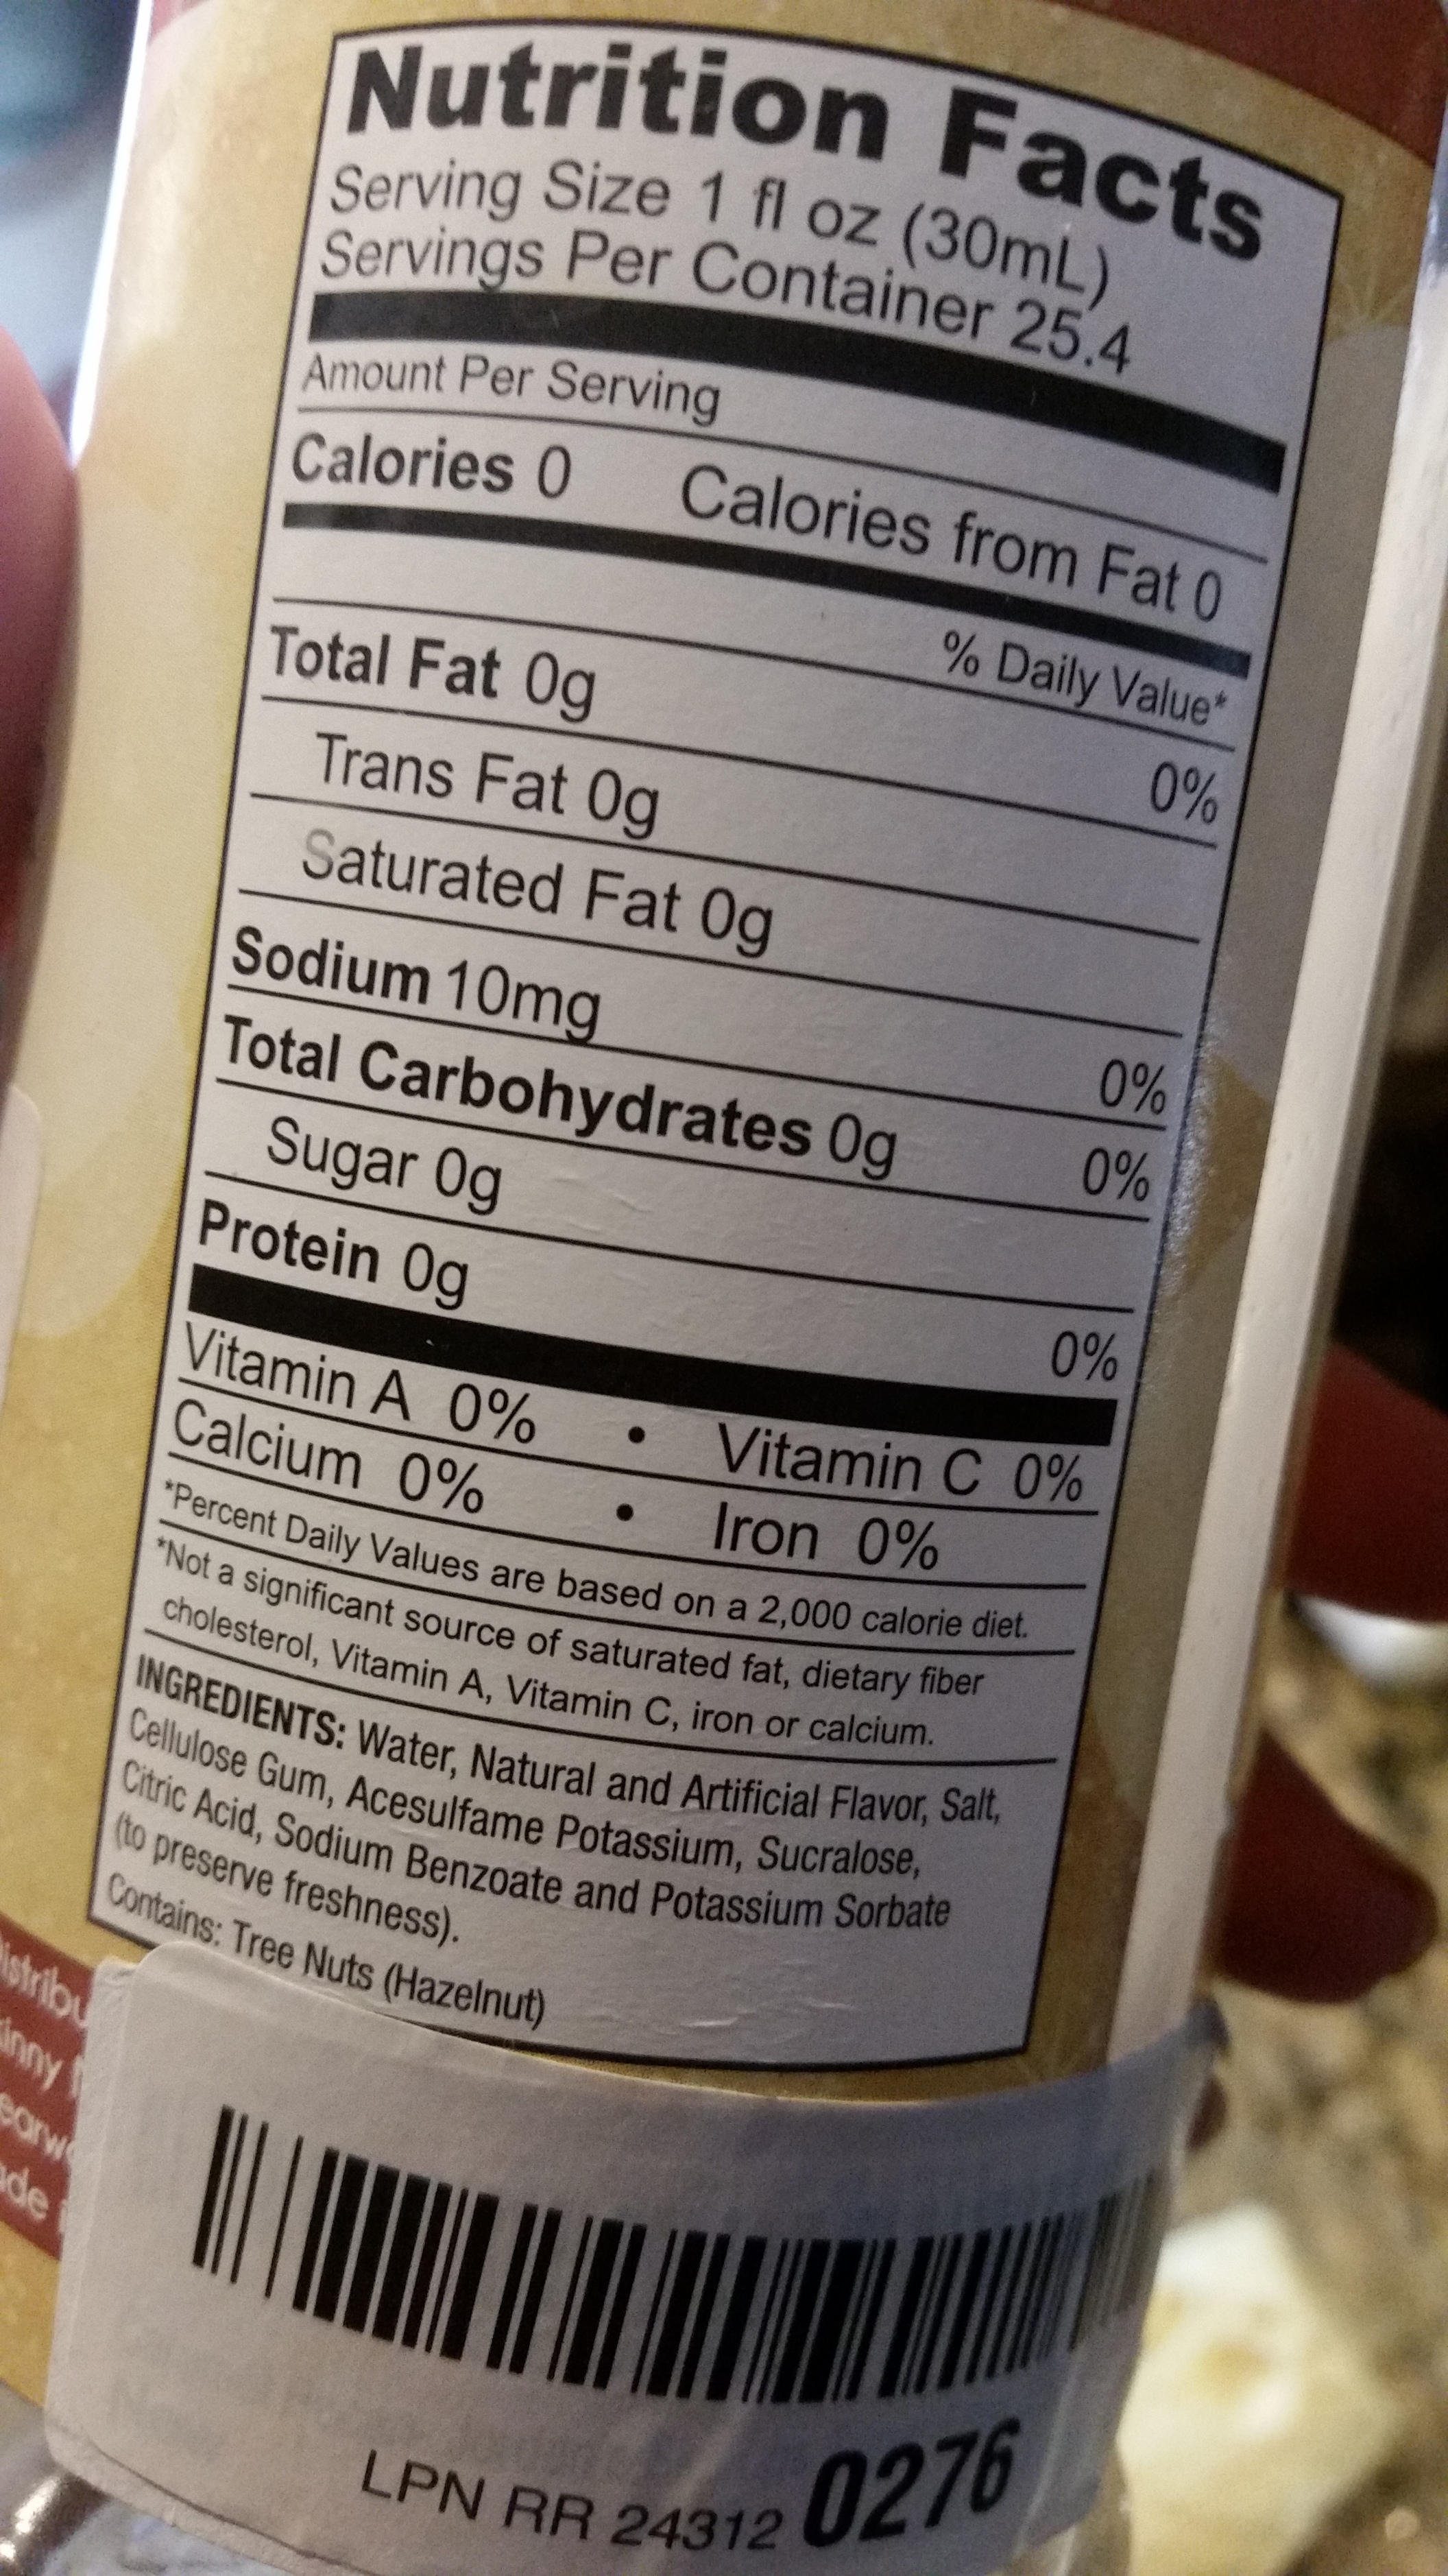 Nutrition Facts
Serving Size 1 fl oz (30mL)
Servings Per Container 25.4
Amount Per Serving
Calories 0 Calories from Fat 0
% Daily Value*
Total Fat 0g 0%
Trans Fat 0g
Saturated Fat 0g
Sodium 10mg 0%
Total Carbohydrates 0g 0%
Sugar 0g
Protein 0g 0%
Vitamin A 0% • Vitamin C 0%
Calcium 0% • Iron 0%
*Percent Daily Values are based on a 2,000 calorie diet.
*Not a significant source of saturated fat, dietary fiber
cholesterol, Vitamin A, Vitamin C, iron or calcium.
INGREDIENTS: Water, Natural and Artificial Flavor, Salt,
Cellulose Gum, Acesulfame Potassium, Sucralose,
Citric Acid, Sodium Benzoate and Potassium Sorbate
(to preserve freshness).
Contains: Tree Nuts (Hazelnut)
LPN RR 24312 0276